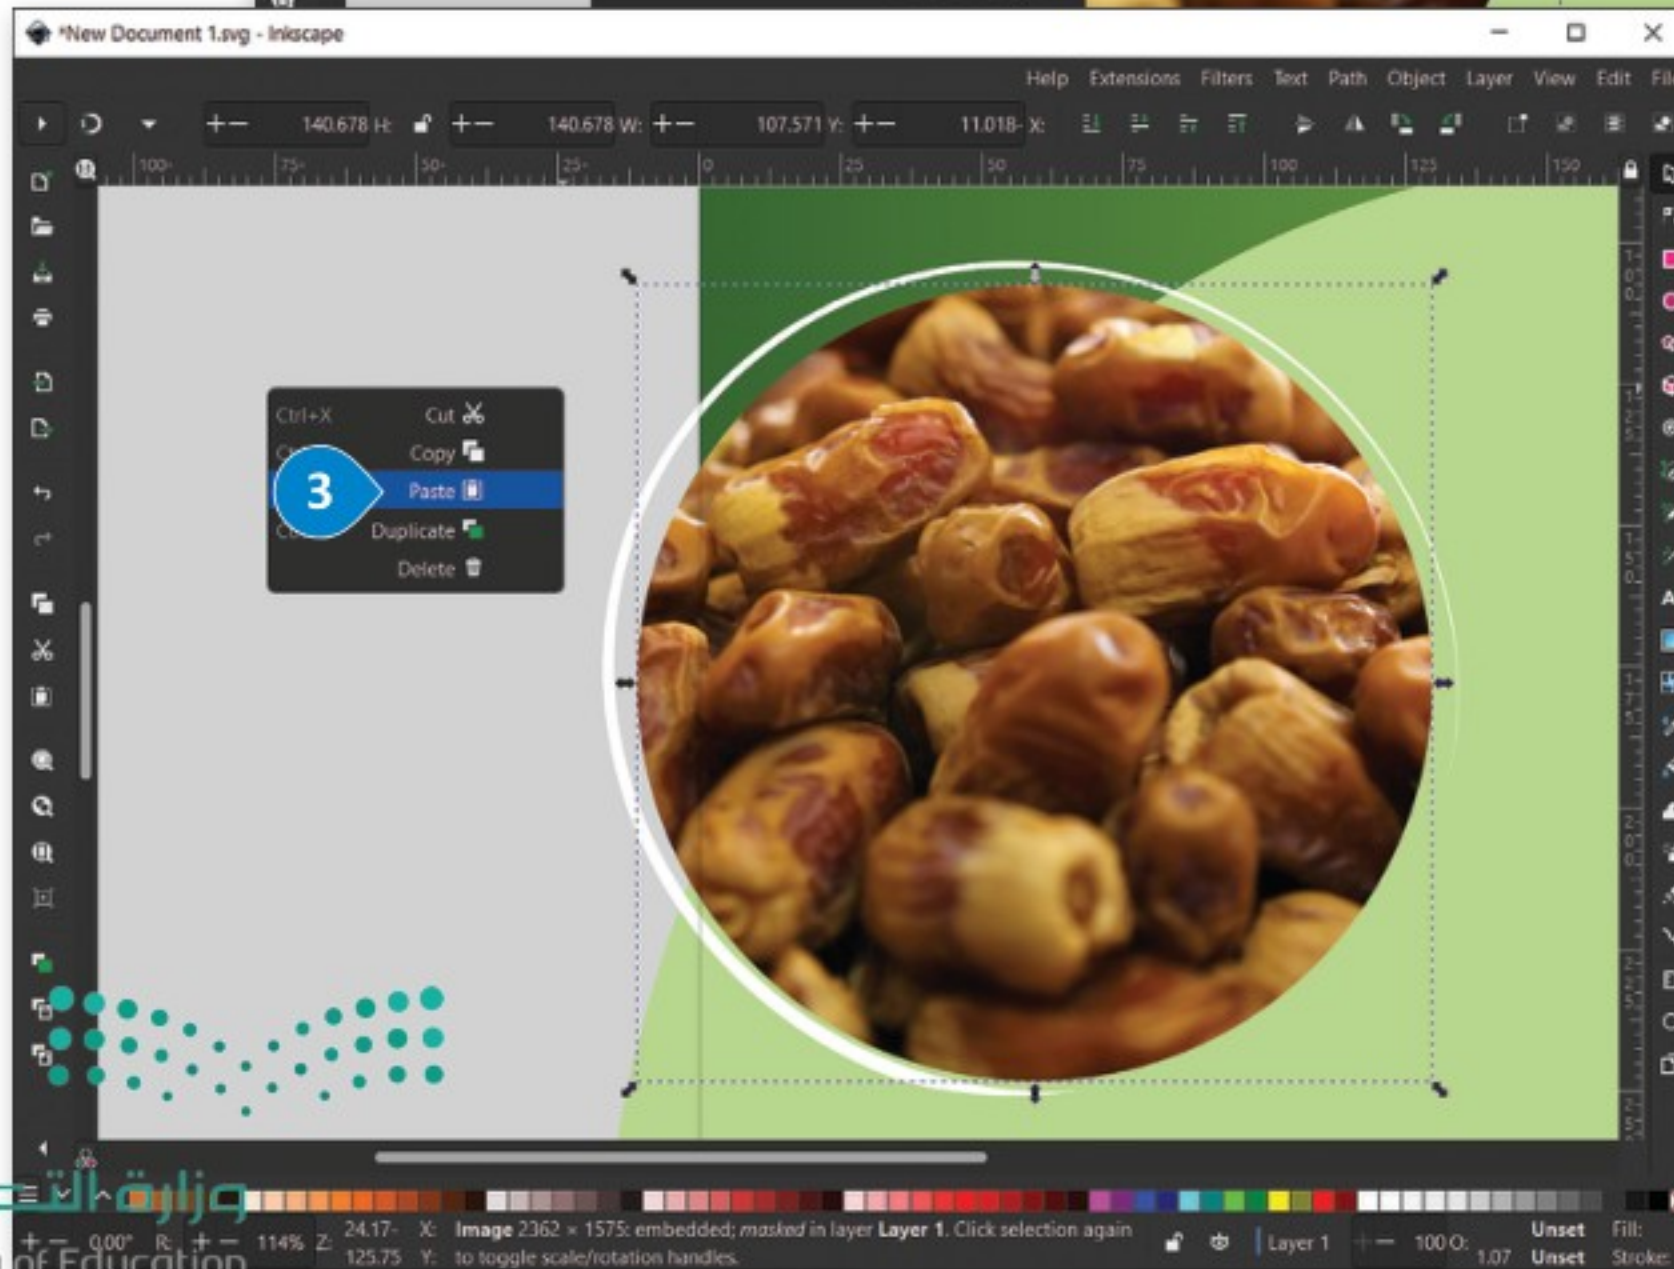 *New Document 1.svg - Inkscape
Help Extensions Filters Text Path Object Layer View Edit
140.678 H: 140.678 W: 107.571 Y: 11.018- X:
100- 75- 50- 25- 0 25 50 75 100 125 150
Ctrl+X Cut
Copy
3 Paste
Duplicate
Delete
وزارة التـ
of Education
0.00° R: 114% Z: 24.17- X: 125.75 Y:
Image 2362 × 1575: embedded; masked in layer Layer 1. Click selection again
to toggle scale/rotation handles.
Layer 1 100 O: 1.07 Unset Fill:
Unset Stroke: